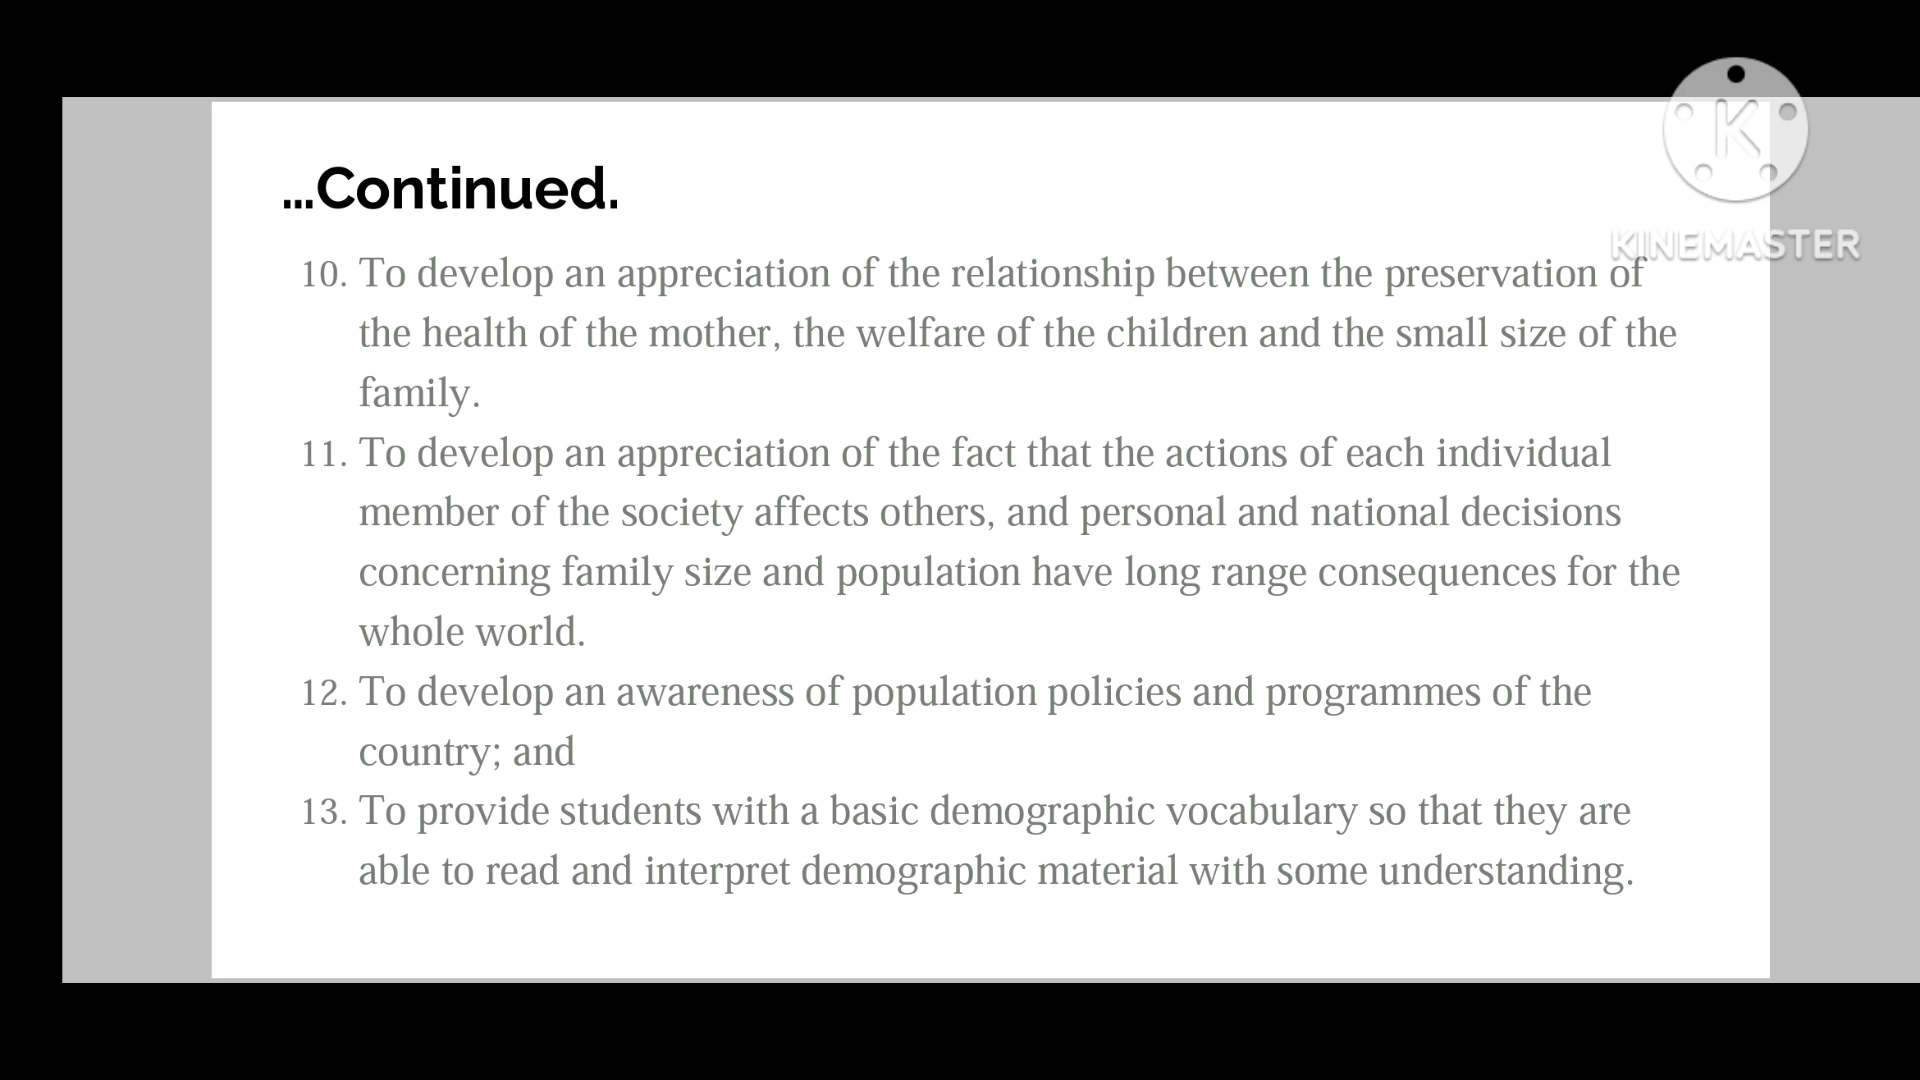 ...Continued.
10. To develop an appreciation of the relationship between the preservation of
the health of the mother, the welfare of the children and the small size of the
family.
11. To develop an appreciation of the fact that the actions of each individual
member of the society affects others, and personal and national decisions
concerning family size and population have long range consequences for the
whole world.
12. To develop an awareness of population policies and programmes of the
country; and
13. To provide students with a basic demographic vocabulary so that they are
able to read and interpret demographic material with some understanding.
K
KINEMASTER